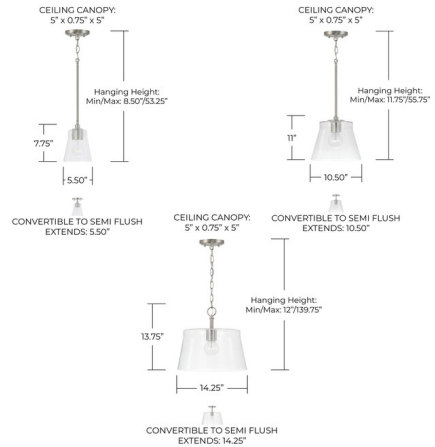 CEILING CANOPY:
5” x 0.75” x 5”
Hanging Height:
Min/Max: 8.50”/53.25”
7.75”
5.50”
CONVERTIBLE TO SEMI FLUSH
EXTENDS: 5.50”
CEILING CANOPY:
5” x 0.75” x 5”
Hanging Height:
Min/Max: 11.75”/55.75”
11”
10.50”
CONVERTIBLE TO SEMI FLUSH
EXTENDS: 10.50”
CEILING CANOPY:
5” x 0.75” x 5”
Hanging Height:
Min/Max: 12”/139.75”
13.75”
14.25”
CONVERTIBLE TO SEMI FLUSH
EXTENDS: 14.25”